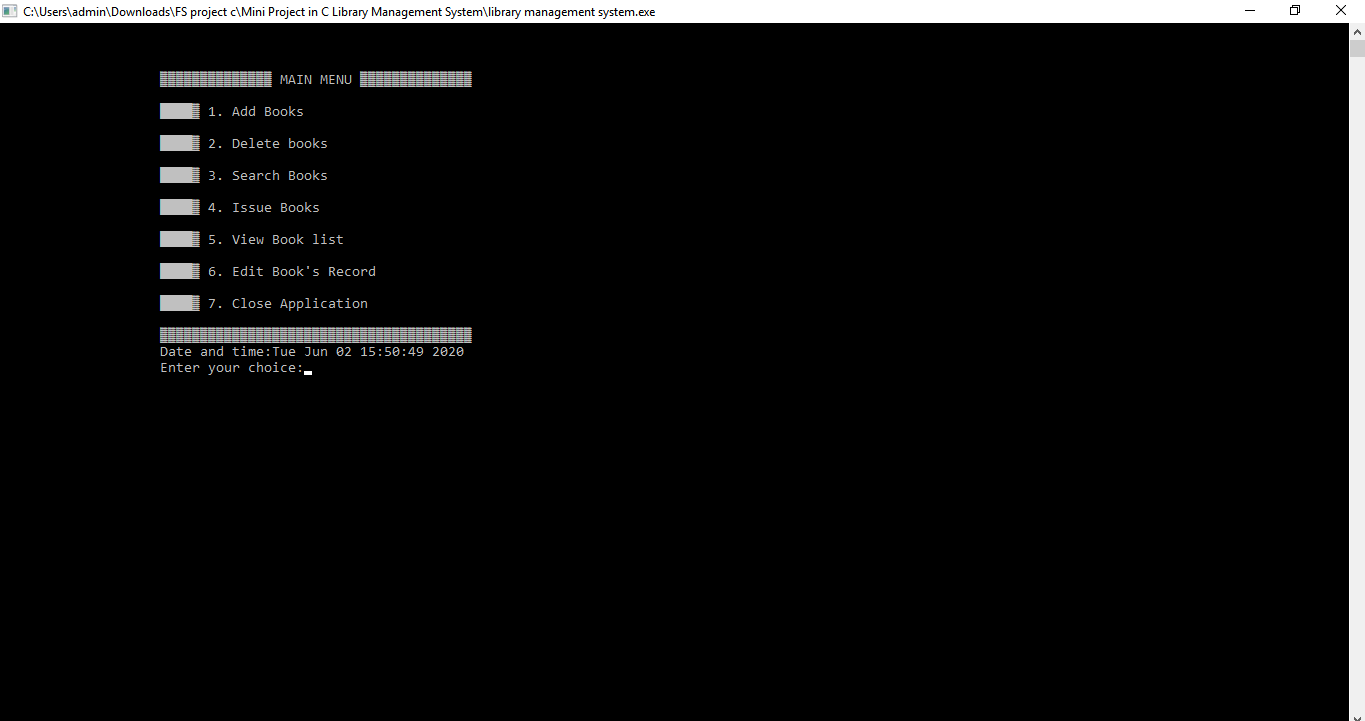 C:\Users\admin\Downloads\FS project c\Mini Project in C Library Management System\library management system.exe
MAIN MENU
1. Add Books
2. Delete books
3. Search Books
4. Issue Books
5. View Book list
6. Edit Book's Record
7. Close Application
Date and time:Tue Jun 02 15:50:49 2020
Enter your choice: